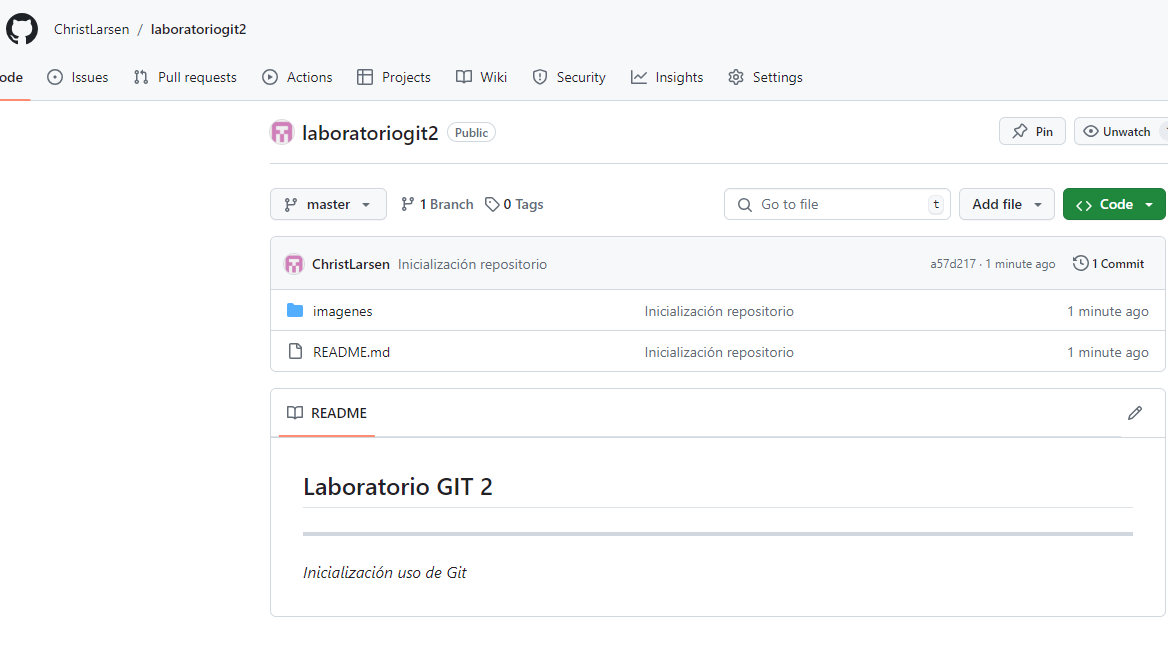 ChristLarsen / laboratoriogit2
ode Issues Pull requests Actions Projects Wiki Security Insights Settings
laboratoriogit2 Public Pin Unwatch
master 1 Branch 0 Tags Go to file t Add file Code
ChristLarsen Inicialización repositorio a57d217 · 1 minute ago 1 Commit
imagenes Inicialización repositorio 1 minute ago
README.md Inicialización repositorio 1 minute ago
README
Laboratorio GIT 2
Inicialización uso de Git